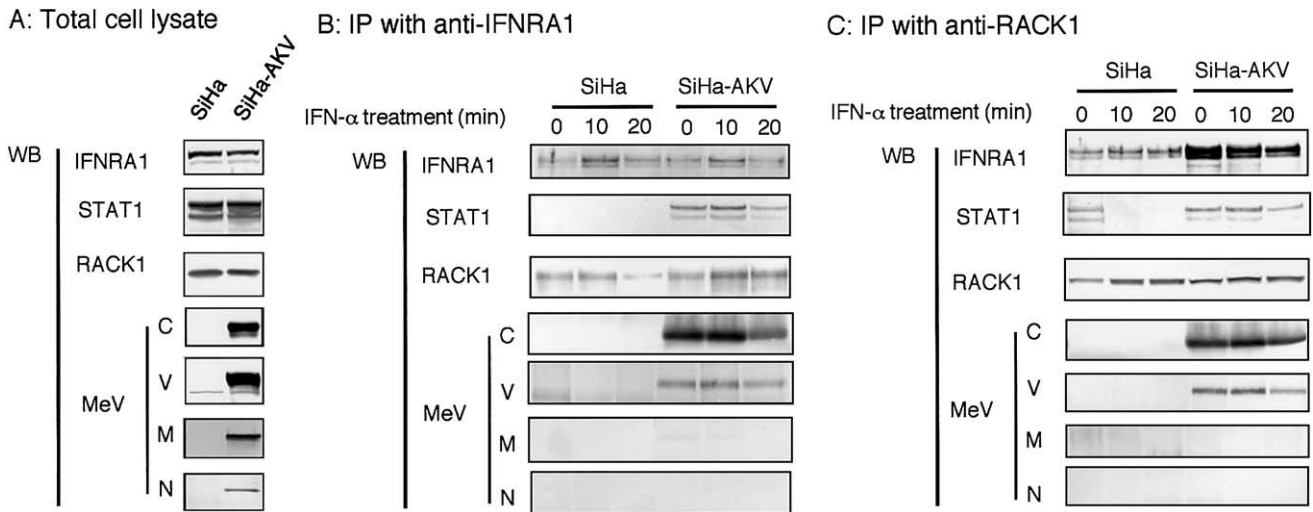 A: Total cell lysate
SiHa
SiHa-AKV
WB
IFNRA1
STAT1
RACK1
MeV
C
V
M
N
B: IP with anti-IFNRA1
SiHa
SiHa-AKV
IFN-α treatment (min)
0 10 20 0 10 20
WB
IFNRA1
STAT1
RACK1
MeV
C
V
M
N
C: IP with anti-RACK1
SiHa
SiHa-AKV
IFN-α treatment (min)
0 10 20 0 10 20
WB
IFNRA1
STAT1
RACK1
MeV
C
V
M
N